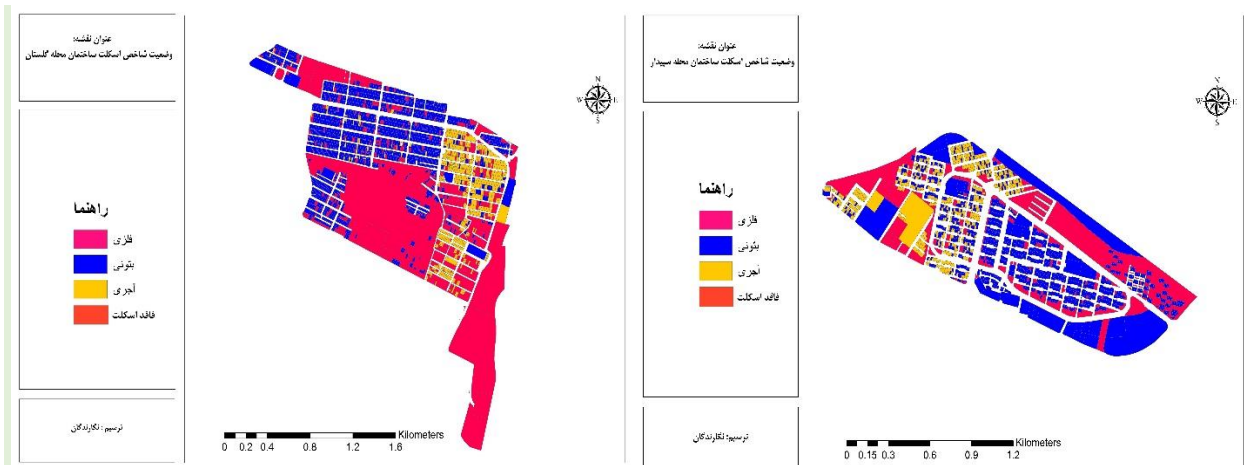 عنوان نقشه:
وضعیت شاخص اسکلت ساختمان محله گلستان
راهنما
فلزی
بتونی
آجری
فاقد اسکلت
ترسیم : نگارندگان
N
W E
S
Kilometers
0 0.2 0.4 0.8 1.2 1.6
عنوان نقشه:
وضعیت شاخص اسکلت ساختمان محله سپیدار
راهنما
فلزی
بتونی
آجری
فاقد اسکلت
ترسیم: نگارندگان
N
W E
S
Kilometers
0 0.15 0.3 0.6 0.9 1.2